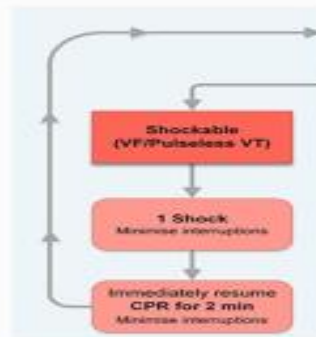 Shockable
(VF/Pulseless VT)
1 Shock
Minimise interruptions
Immediately resume
CPR for 2 min
Minimise interruptions